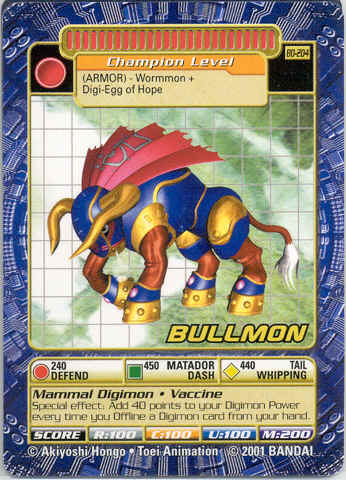 Champion Level
BO-204
(ARMOR) - Wormmon +
Digi-Egg of Hope
BULLMON
240 DEFEND
450 MATADOR DASH
440 TAIL WHIPPING
Mammal Digimon • Vaccine
Special effect: Add 40 points to your Digimon Power
every time you Offline a Digimon card from your hand.
SCORE R:100 C:100 U:100 M:200
© Akiyoshi Hongo • Toei Animation © 2001 BANDAI